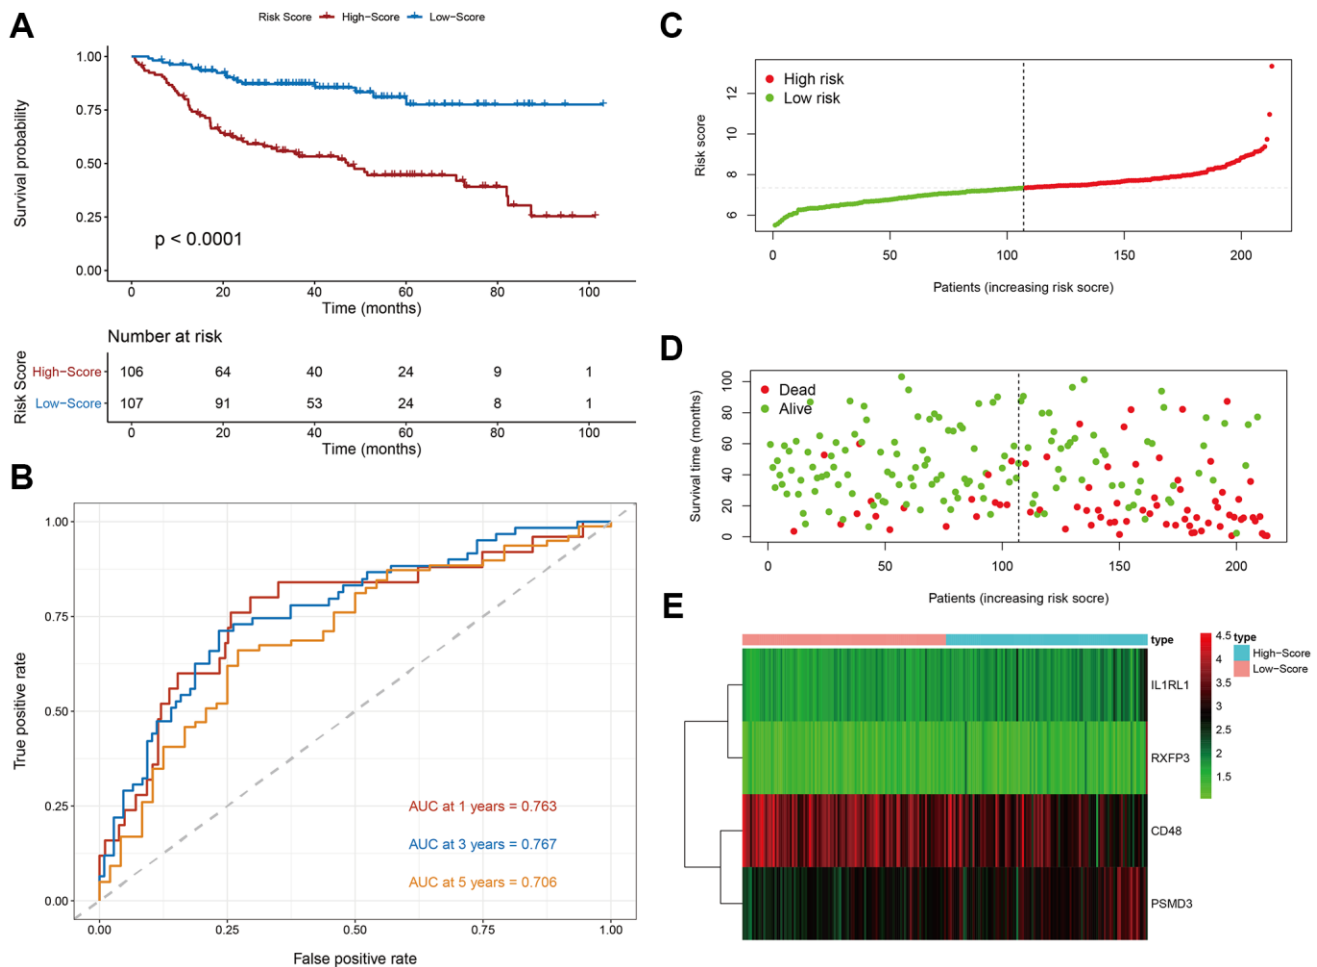 A
Risk Score High-Score Low-Score
Survival probability
1.00
0.75
0.50
0.25
0.00
p < 0.0001
0 20 40 60 80 100
Time (months)
Number at risk
Risk Score
High-Score 106 64 40 24 9 1
Low-Score 107 91 53 24 8 1
0 20 40 60 80 100
Time (months)
B
True positive rate
1.00
0.75
0.50
0.25
0.00
AUC at 1 years = 0.763
AUC at 3 years = 0.767
AUC at 5 years = 0.706
0.00 0.25 0.50 0.75 1.00
False positive rate
C
Risk score
High risk
Low risk
12
10
8
6
0 50 100 150 200
Patients (increasing risk socre)
D
Survival time (months)
Dead
Alive
100
80
60
40
20
0
0 50 100 150 200
Patients (increasing risk socre)
E
type
IL1RL1
RXFP3
CD48
PSMD3
4.5
4
3.5
3
2.5
2
1.5
type
High-Score
Low-Score